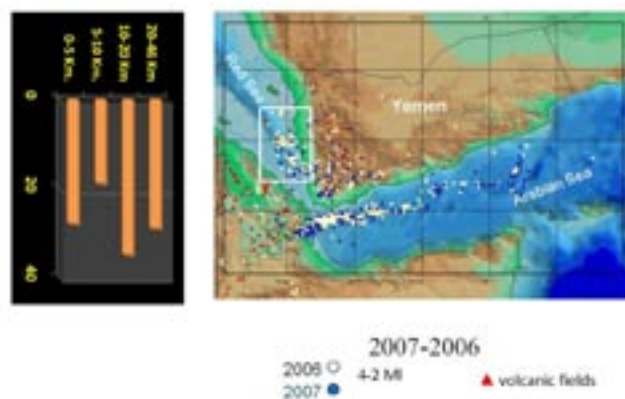 0-5 Km.
5-10 Km.
10-20 Km
20-40 Km
0
20
40
Red Sea
Yemen
Arabian Sea
2007-2006
2006
4-2 Ml
2007
volcanic fields